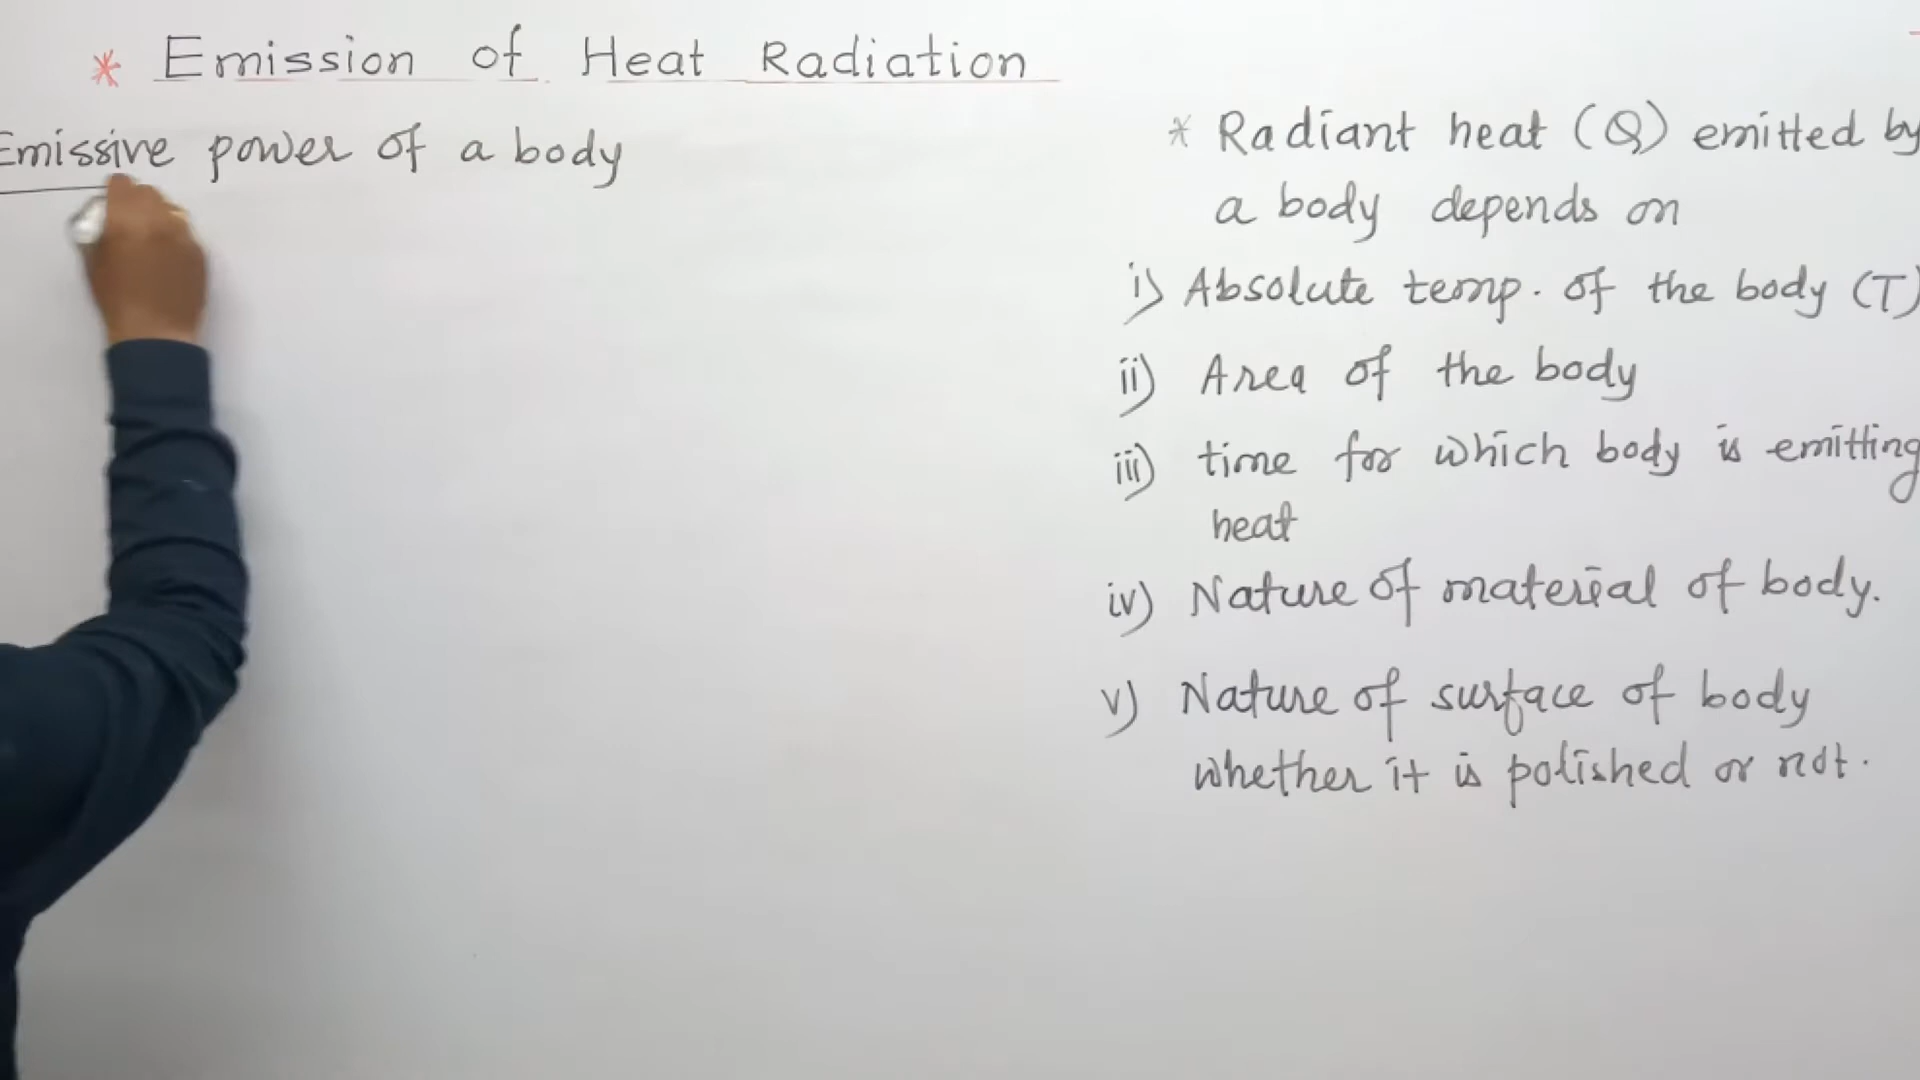 * Emission of Heat Radiation
Emissive power of a body
* Radiant heat (Q) emitted by
a body depends on
i) Absolute temp. of the body (T)
ii) Area of the body
iii) time for which body is emitting
heat
iv) Nature of material of body.
v) Nature of surface of body
whether it is polished or not.